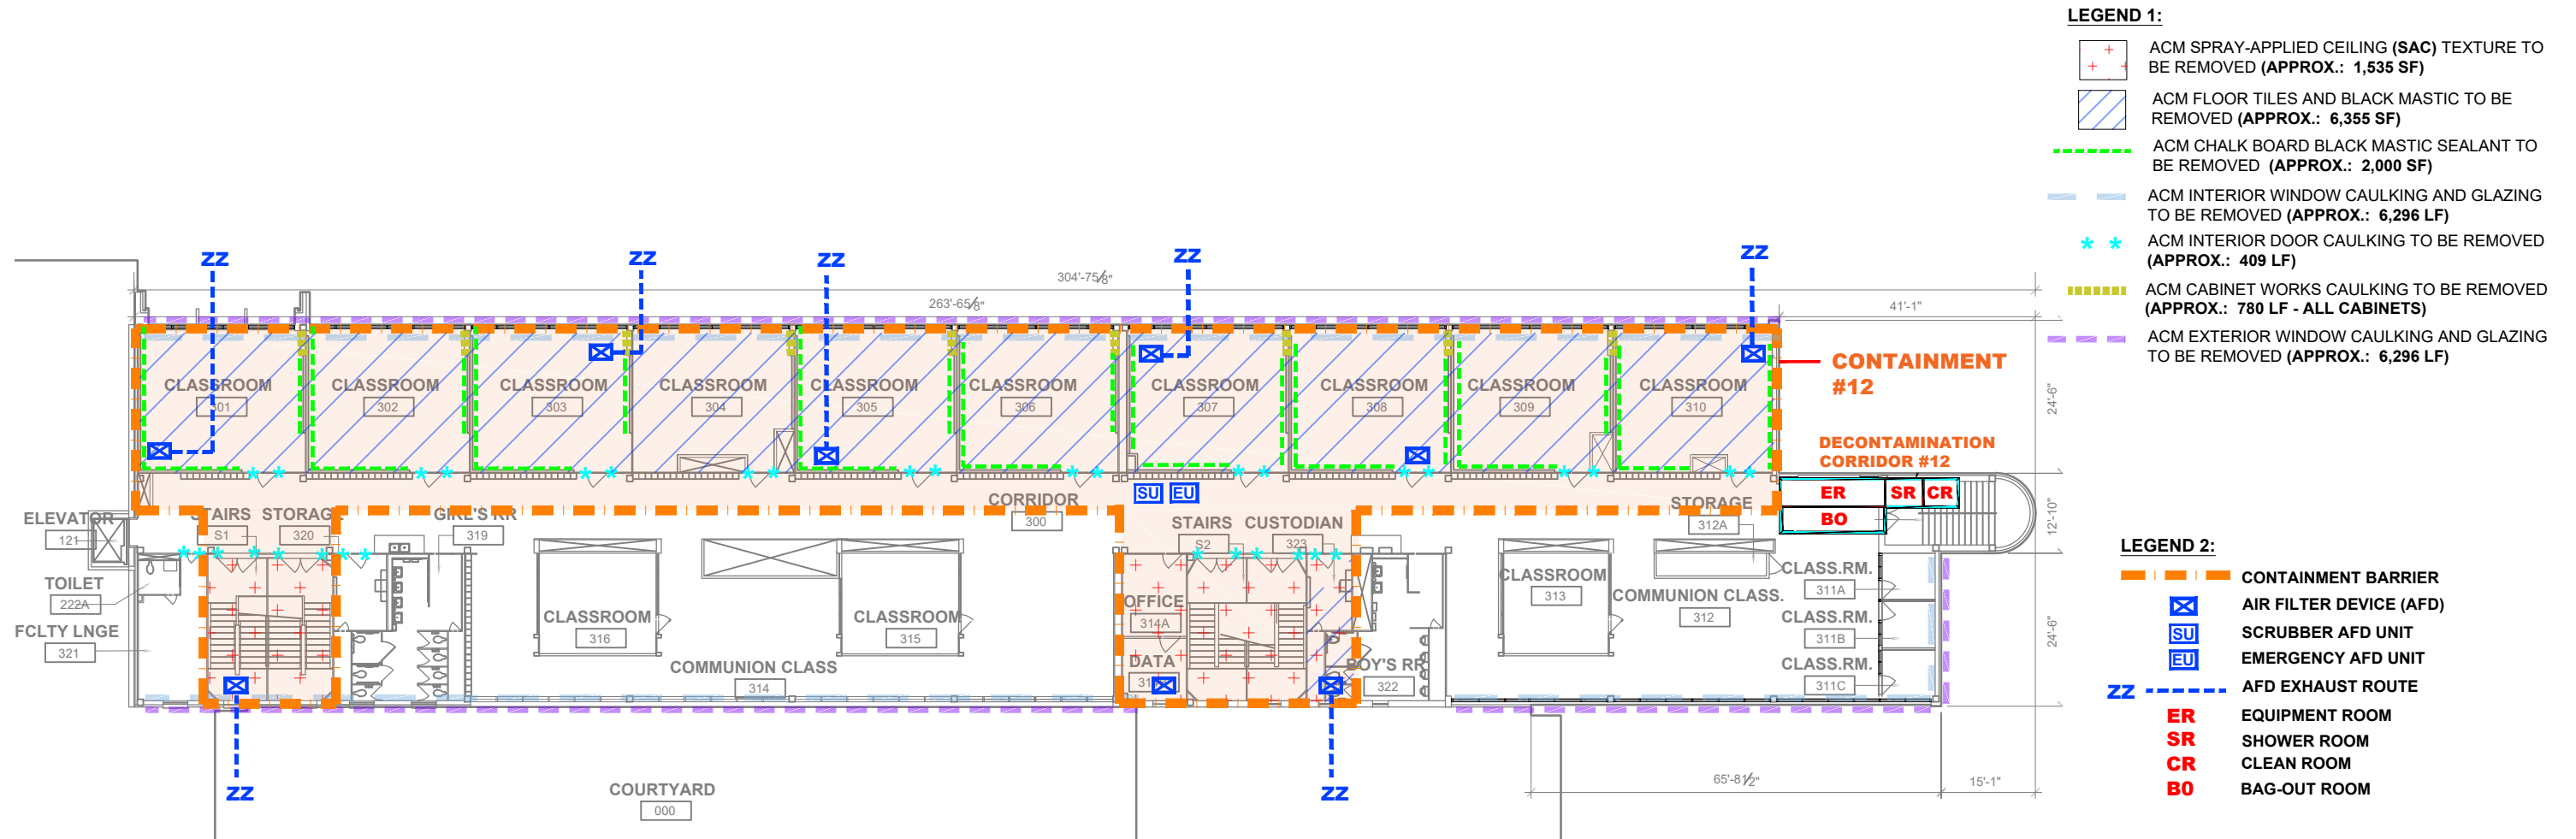 LEGEND 1:
ACM SPRAY-APPLIED CEILING (SAC) TEXTURE TO
BE REMOVED (APPROX.: 1,535 SF)
ACM FLOOR TILES AND BLACK MASTIC TO BE
REMOVED (APPROX.: 6,355 SF)
ACM CHALK BOARD BLACK MASTIC SEALANT TO
BE REMOVED (APPROX.: 2,000 SF)
ACM INTERIOR WINDOW CAULKING AND GLAZING
TO BE REMOVED (APPROX.: 6,296 LF)
ACM INTERIOR DOOR CAULKING TO BE REMOVED
(APPROX.: 409 LF)
ACM CABINET WORKS CAULKING TO BE REMOVED
(APPROX.: 780 LF - ALL CABINETS)
ACM EXTERIOR WINDOW CAULKING AND GLAZING
TO BE REMOVED (APPROX.: 6,296 LF)
ZZ
ZZ
ZZ
ZZ
ZZ
304'-7 5/8"
263'-6 5/8"
41'-1"
CONTAINMENT
#12
24'-6"
CLASSROOM
301
CLASSROOM
302
CLASSROOM
303
CLASSROOM
304
CLASSROOM
305
CLASSROOM
306
CLASSROOM
307
CLASSROOM
308
CLASSROOM
309
CLASSROOM
310
DECONTAMINATION
CORRIDOR #12
ER
SR
CR
BO
12'-10"
SU
EU
CORRIDOR
300
STORAGE
312A
ELEVATOR
121
STAIRS
S1
STORAGE
320
GIRL'S RR
319
STAIRS
S2
CUSTODIAN
323
TOILET
222A
FCLTY LNGE
321
CLASSROOM
316
CLASSROOM
315
COMMUNION CLASS
314
OFFICE
314A
DATA
BOY'S RR
322
CLASSROOM
313
COMMUNION CLASS.
312
CLASS.RM.
311A
CLASS.RM.
311B
CLASS.RM.
311C
24'-6"
ZZ
ZZ
COURTYARD
000
65'-8 1/2"
15'-1"
LEGEND 2:
CONTAINMENT BARRIER
AIR FILTER DEVICE (AFD)
SU SCRUBBER AFD UNIT
EU EMERGENCY AFD UNIT
ZZ AFD EXHAUST ROUTE
ER EQUIPMENT ROOM
SR SHOWER ROOM
CR CLEAN ROOM
B0 BAG-OUT ROOM